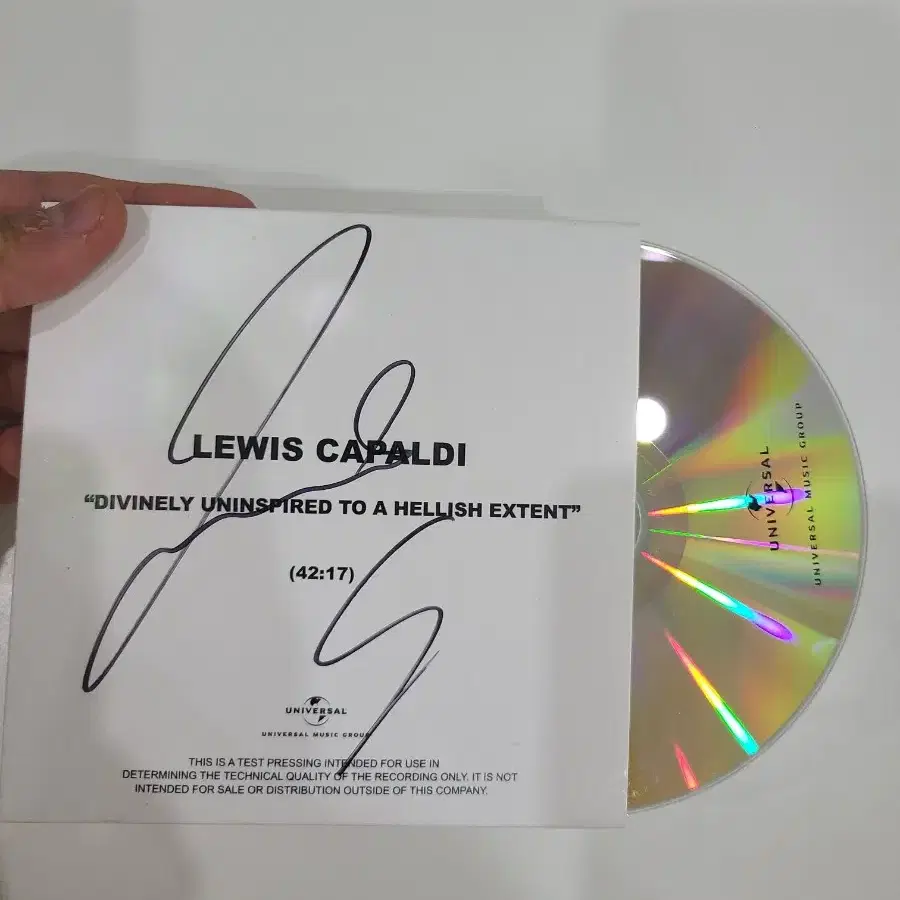 LEWIS CAPALDI
“DIVINELY UNINSPIRED TO A HELLISH EXTENT”
(42:17)
UNIVERSAL
UNIVERSAL MUSIC GROUP
THIS IS A TEST PRESSING INTENDED FOR USE IN
DETERMINING THE TECHNICAL QUALITY OF THE RECORDING ONLY. IT IS NOT
INTENDED FOR SALE OR DISTRIBUTION OUTSIDE OF THIS COMPANY.
UNIVERSAL
UNIVERSAL MUSIC GROUP